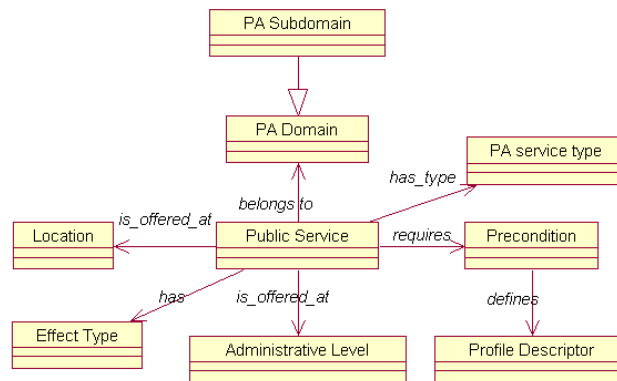 PA Subdomain
PA Domain
PA service type
has_type
belongs to
is_offered_at
Location
Public Service
requires
Precondition
has
is_offered_at
defines
Effect Type
Administrative Level
Profile Descriptor